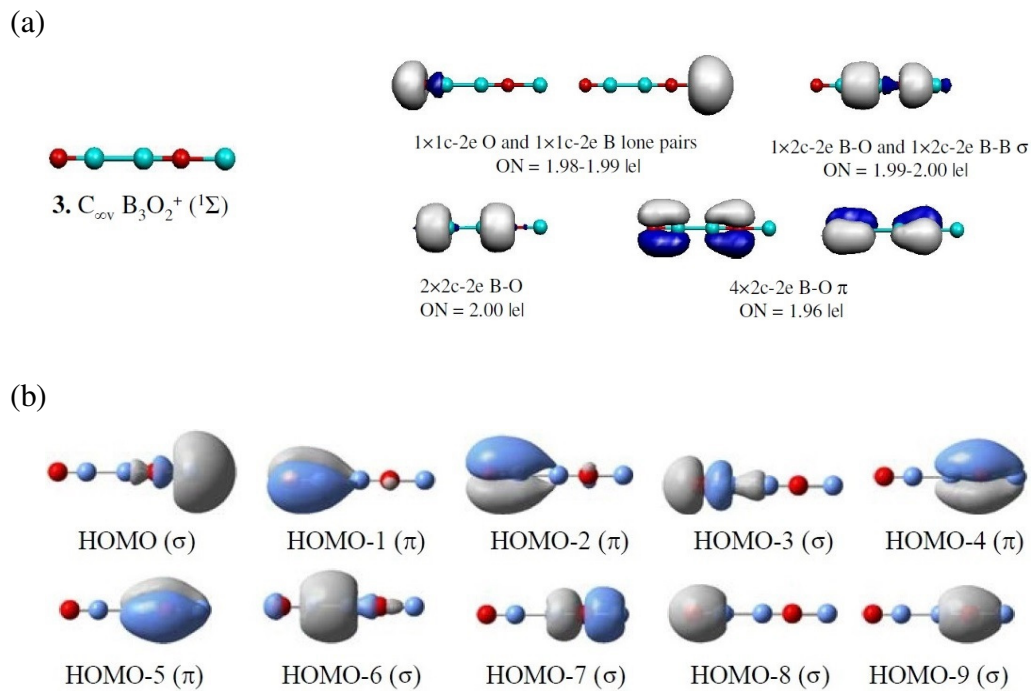 (a)
1×1c-2e O and 1×1c-2e B lone pairs
ON = 1.98-1.99 |e|
1×2c-2e B-O and 1×2c-2e B-B σ
ON = 1.99-2.00 |e|
3. C∞v B₃O₂⁺ (¹Σ)
2×2c-2e B-O
ON = 2.00 |e|
4×2c-2e B-O π
ON = 1.96 |e|
(b)
HOMO (σ) HOMO-1 (π) HOMO-2 (π) HOMO-3 (σ) HOMO-4 (π)
HOMO-5 (π) HOMO-6 (σ) HOMO-7 (σ) HOMO-8 (σ) HOMO-9 (σ)